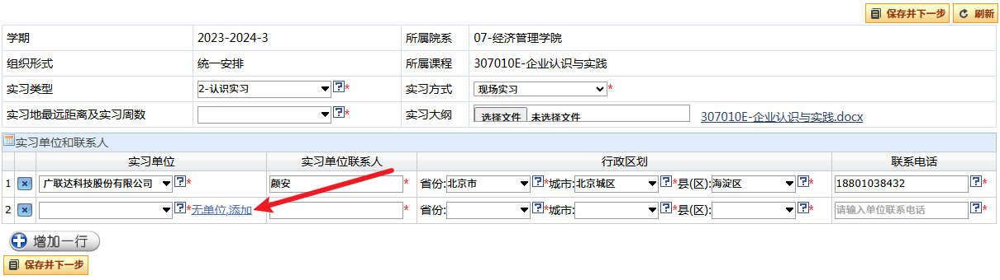 保存并下一步 刷新
学期 2023-2024-3 所属院系 07-经济管理学院
组织形式 统一安排 所属课程 307010E-企业认识与实践
实习类型 2-认识实习 ?* 实习方式 现场实习 *
实习地最远距离及实习周数 ?* 实习大纲 选择文件 未选择文件 307010E-企业认识与实践.docx
实习单位和联系人
实习单位 实习单位联系人 行政区划 联系电话
1 广联达科技股份有限公司 ?* 颜安 * 省份:北京市 ?*城市:北京城区 ?*县(区):海淀区 ?* 18801038432 ?*
2 ?*无单位,添加 * 省份: ?*城市: ?*县(区): ?* 请输入单位联系电话 ?*
增加一行
保存并下一步